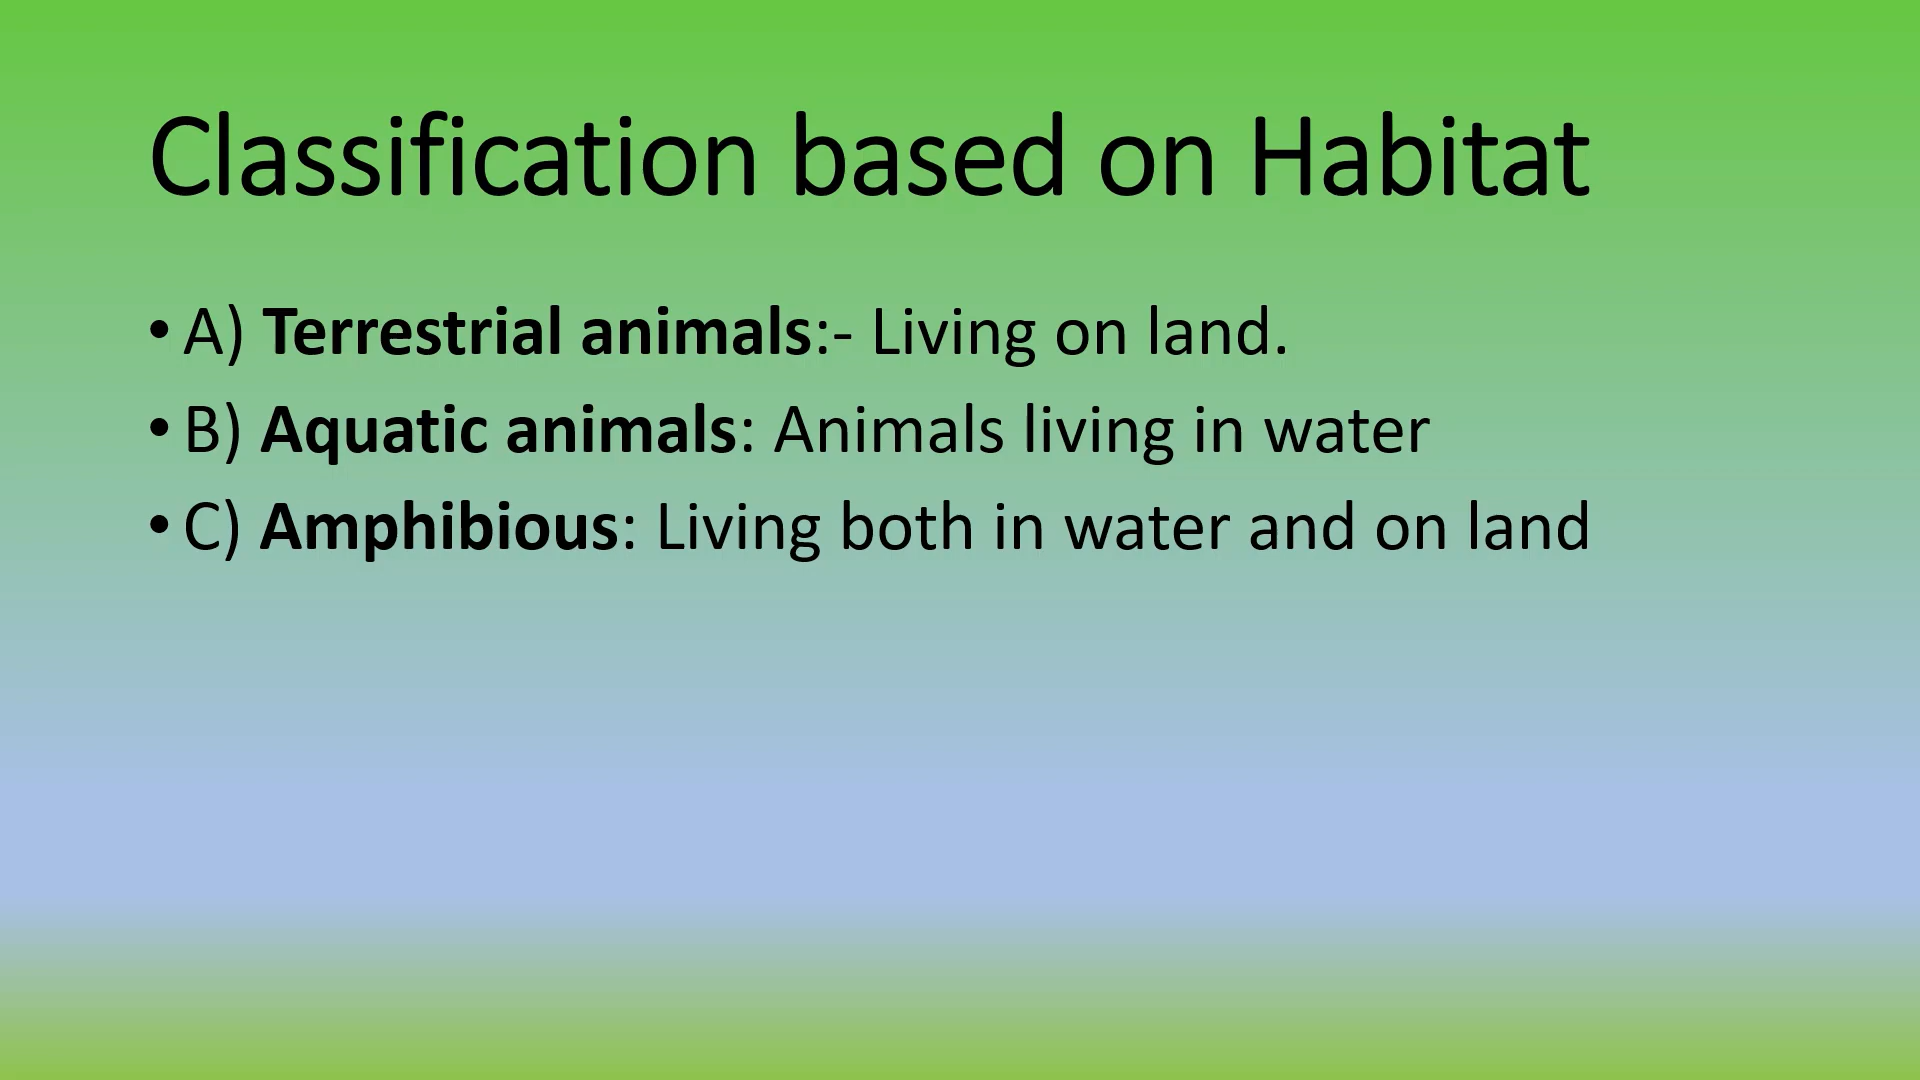 Classification based on Habitat
• A) Terrestrial animals:- Living on land.
• B) Aquatic animals: Animals living in water
• C) Amphibious: Living both in water and on land